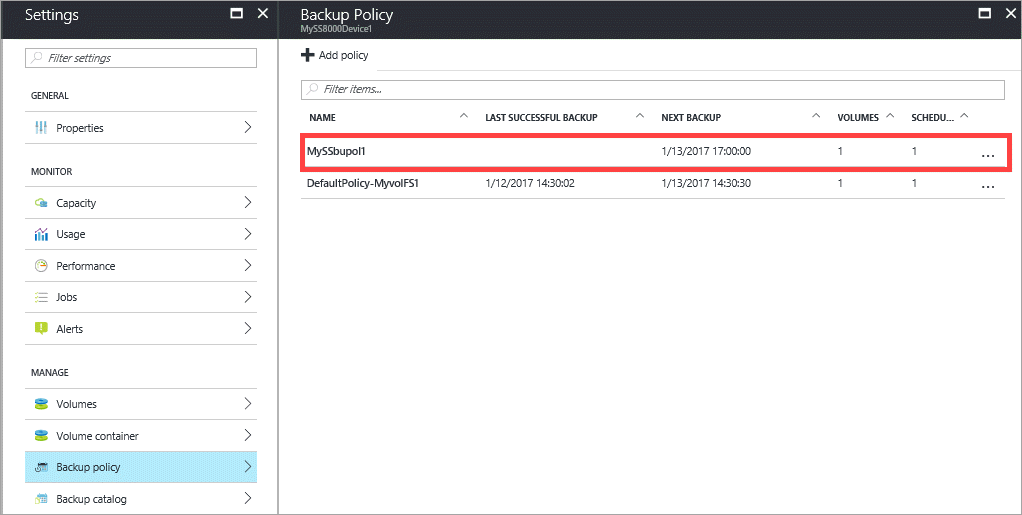 Settings
Filter settings
GENERAL
Properties
MONITOR
Capacity
Usage
Performance
Jobs
Alerts
MANAGE
Volumes
Volume container
Backup policy
Backup catalog
Backup Policy
MySS8000Device1
Add policy
Filter items...
NAME LAST SUCCESSFUL BACKUP NEXT BACKUP VOLUMES SCHEDU...
MySSbupol1 1/13/2017 17:00:00 1 1 ...
DefaultPolicy-MyvolFS1 1/12/2017 14:30:02 1/13/2017 14:30:30 1 1 ...